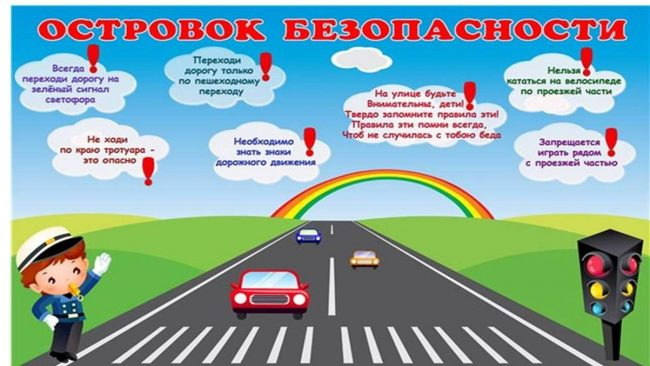 ОСТРОВОК БЕЗОПАСНОСТИ
Всегда
переходи дорогу на
зелёный сигнал
светофора
Переходи
дорогу только
по пешеходному
переходу
На улице будьте
Внимательны, дети!
Твердо запомните правила эти!
Правила эти помни всегда,
Чтоб не случилась с тобою беда
Нельзя
кататься на велосипеде
по проезжей части
Не ходи
по краю тротуара -
это опасно
Необходимо
знать знаки
дорожного движения
Запрещается
играть рядом
с проезжей частью